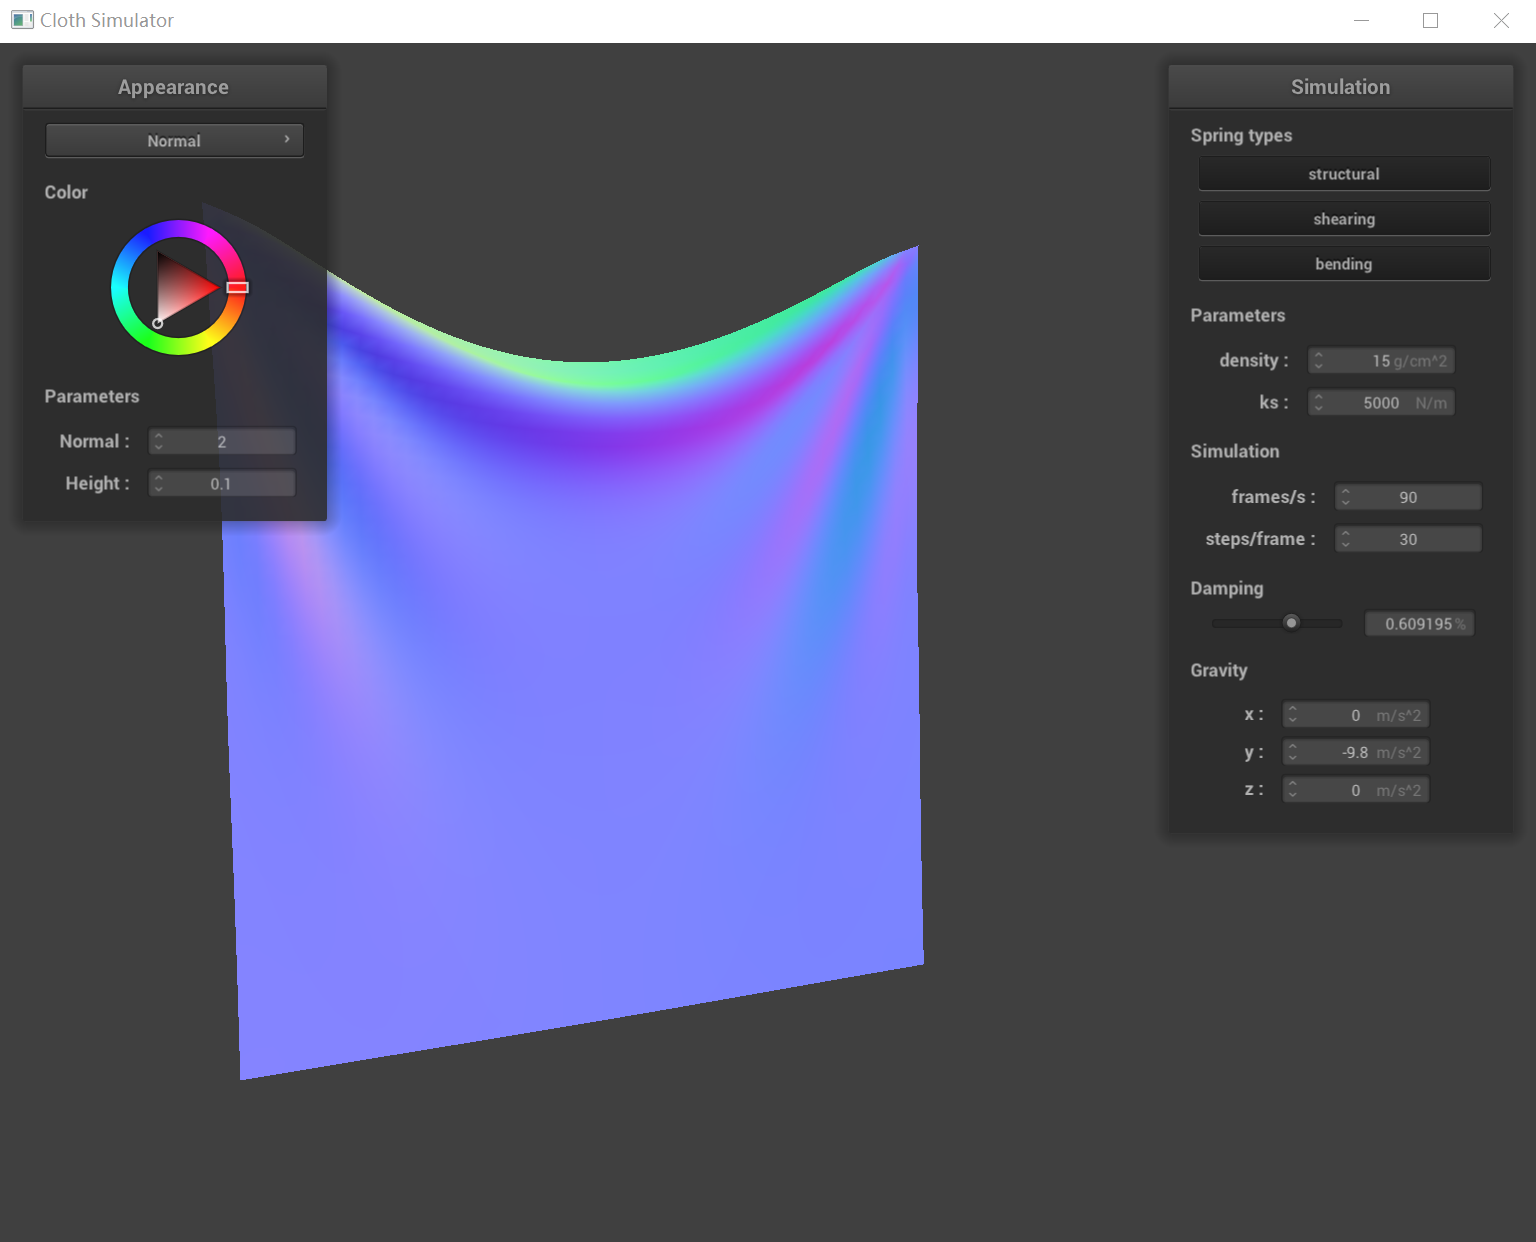 Cloth Simulator
Appearance
Normal
Color
Parameters
Normal : 2
Height : 0.1
Simulation
Spring types
structural
shearing
bending
Parameters
density : 15 g/cm^2
ks : 5000 N/m
Simulation
frames/s : 90
steps/frame : 30
Damping
0.609195 %
Gravity
x : 0 m/s^2
y : -9.8 m/s^2
z : 0 m/s^2